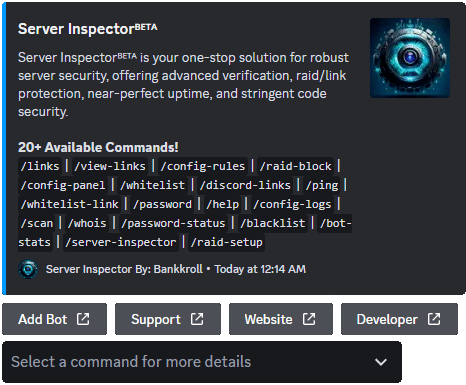 Server Inspectorᴮᴱᵀᴬ
Server Inspectorᴮᴱᵀᴬ is your one-stop solution for robust
server security, offering advanced verification, raid/link
protection, near-perfect uptime, and stringent code
security.
20+ Available Commands!
/links | /view-links | /config-rules | /raid-block |
/config-panel | /whitelist | /discord-links | /ping |
/whitelist-link | /password | /help | /config-logs |
/scan | /whois | /password-status | /blacklist | /bot-
stats | /server-inspector | /raid-setup
Server Inspector By: Bankkroll • Today at 12:14 AM
Add Bot Support Website Developer
Select a command for more details